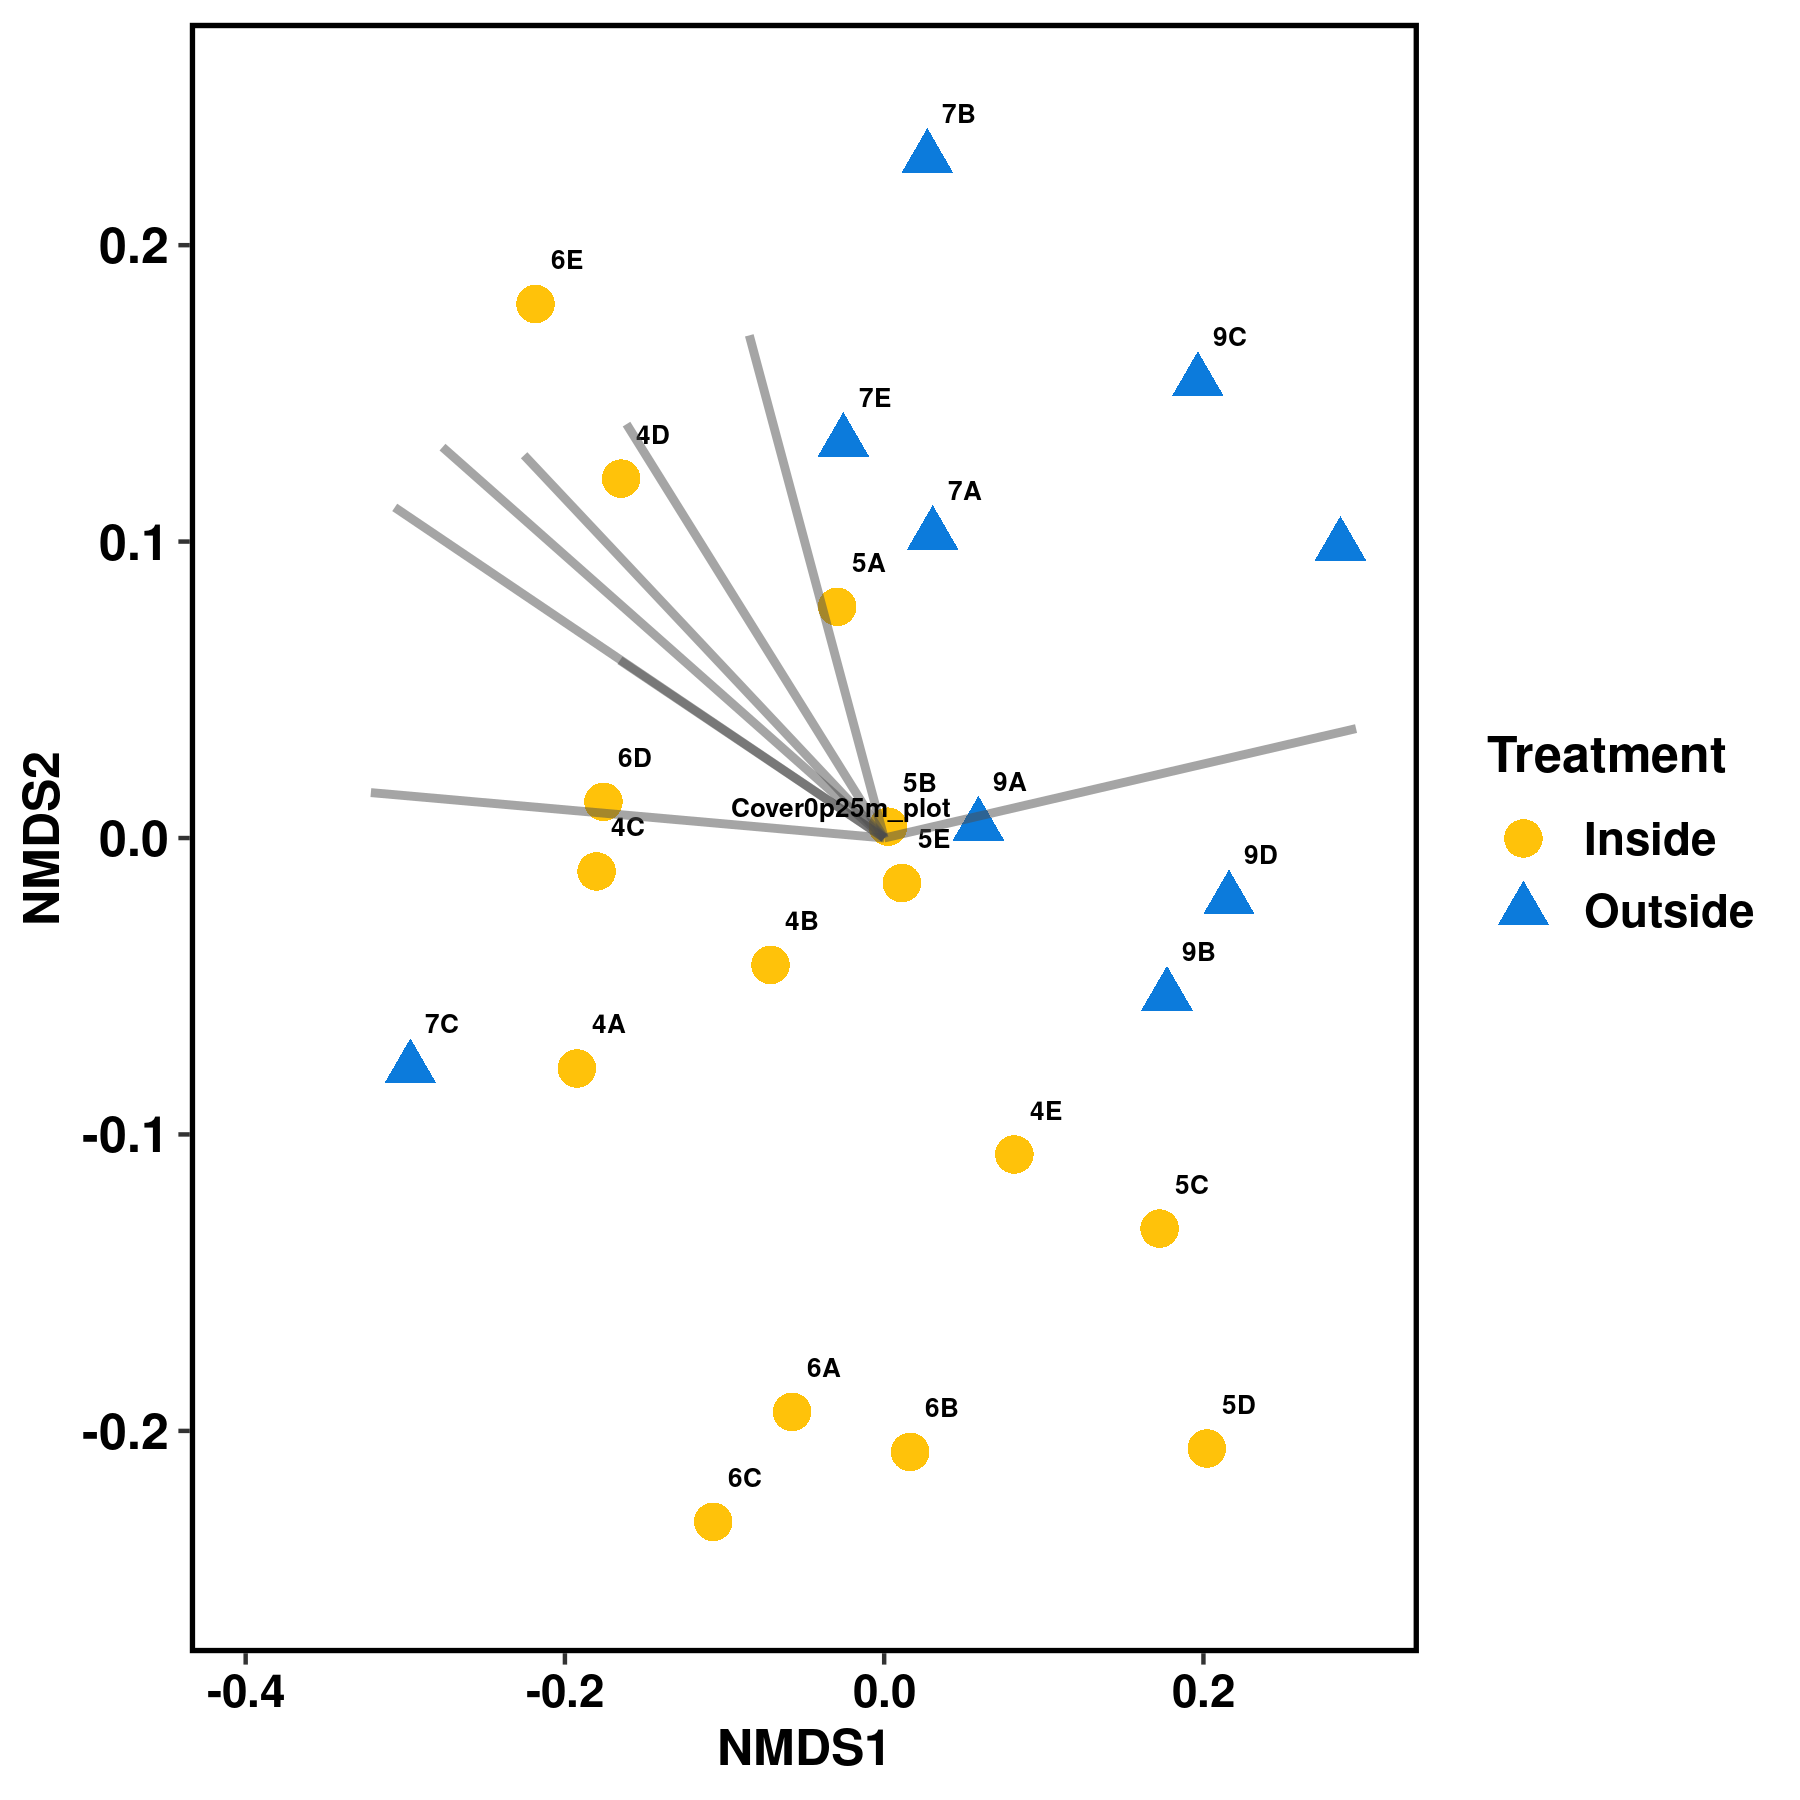 7B
6E
9C
7E
4D
7A
5A
6D
5B
9A
Cover0p25m_plot
4C
5E
9D
4B
9B
7C
4A
4E
5C
6A
6B
5D
6C
0.2
0.1
0.0
-0.1
-0.2
-0.4
-0.2
0.0
0.2
NMDS1
NMDS2
Treatment
Inside
Outside